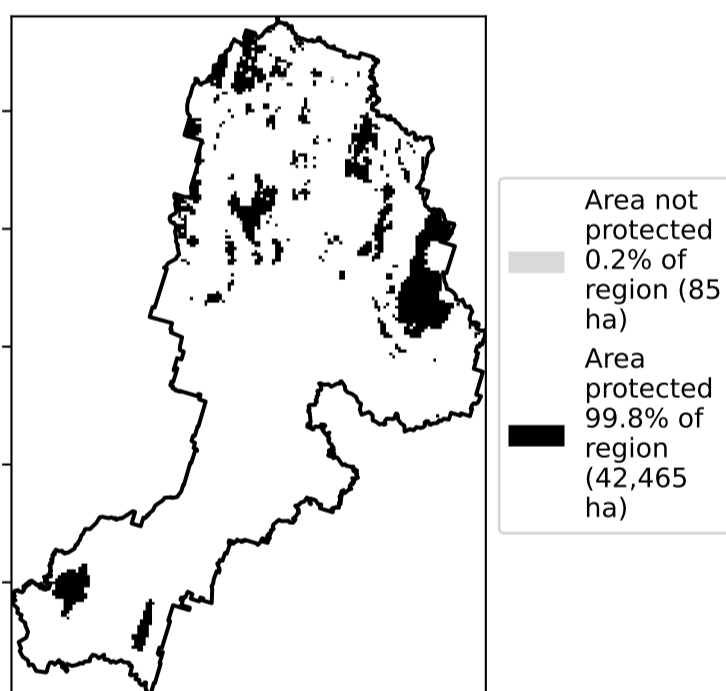 Area not
protected
0.2% of
region (85
ha)
Area
protected
99.8% of
region
(42,465
ha)